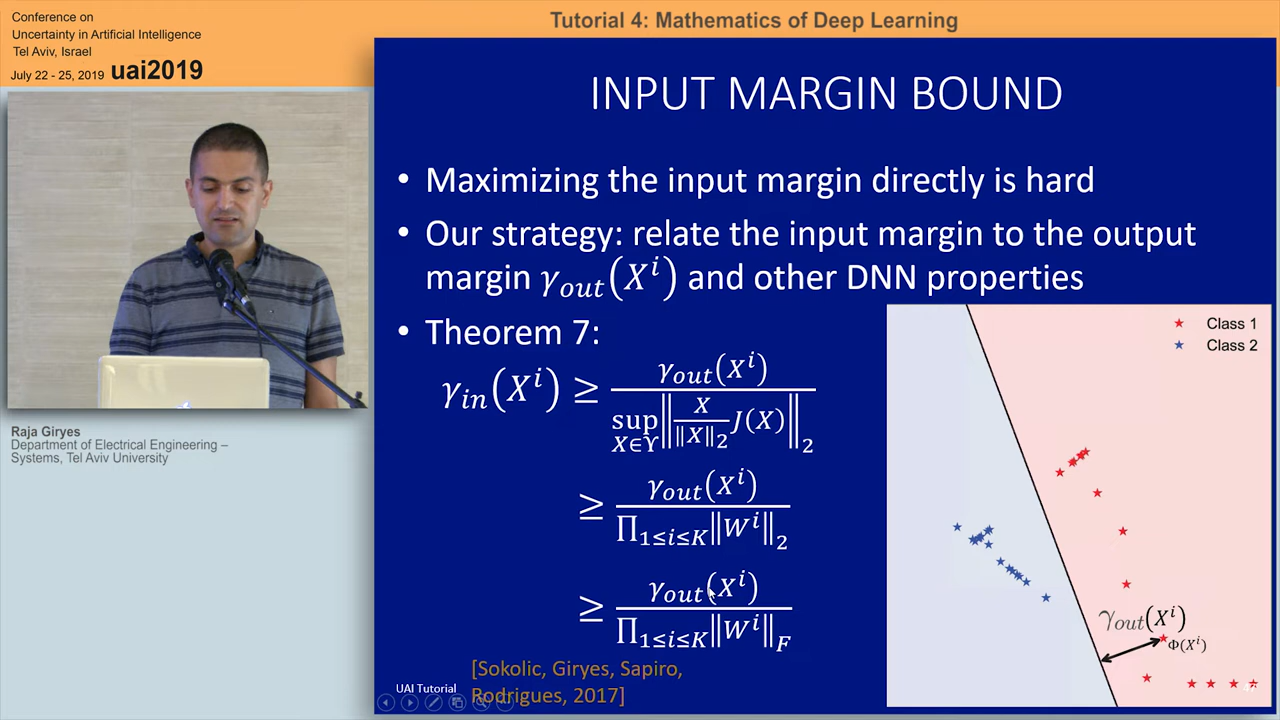 Conference on
Uncertainty in Artificial Intelligence
Tel Aviv, Israel
July 22 - 25, 2019 uai2019
Tutorial 4: Mathematics of Deep Learning
Raja Giryes
Department of Electrical Engineering –
Systems, Tel Aviv University
INPUT MARGIN BOUND
• Maximizing the input margin directly is hard
• Our strategy: relate the input margin to the output
margin γ_out(X^i) and other DNN properties
• Theorem 7:
γ_in(X^i) ≥ γ_out(X^i) / sup_{X∈Υ} ‖X/‖X‖_2 J(X)‖_2
≥ γ_out(X^i) / ∏_{1≤i≤K} ‖W^i‖_2
≥ γ_out(X^i) / ∏_{1≤i≤K} ‖W^i‖_F
[Sokolic, Giryes, Sapiro,
Rodrigues, 2017]
UAI Tutorial
Class 1
Class 2
γ_out(X^i)
Φ(X^i)